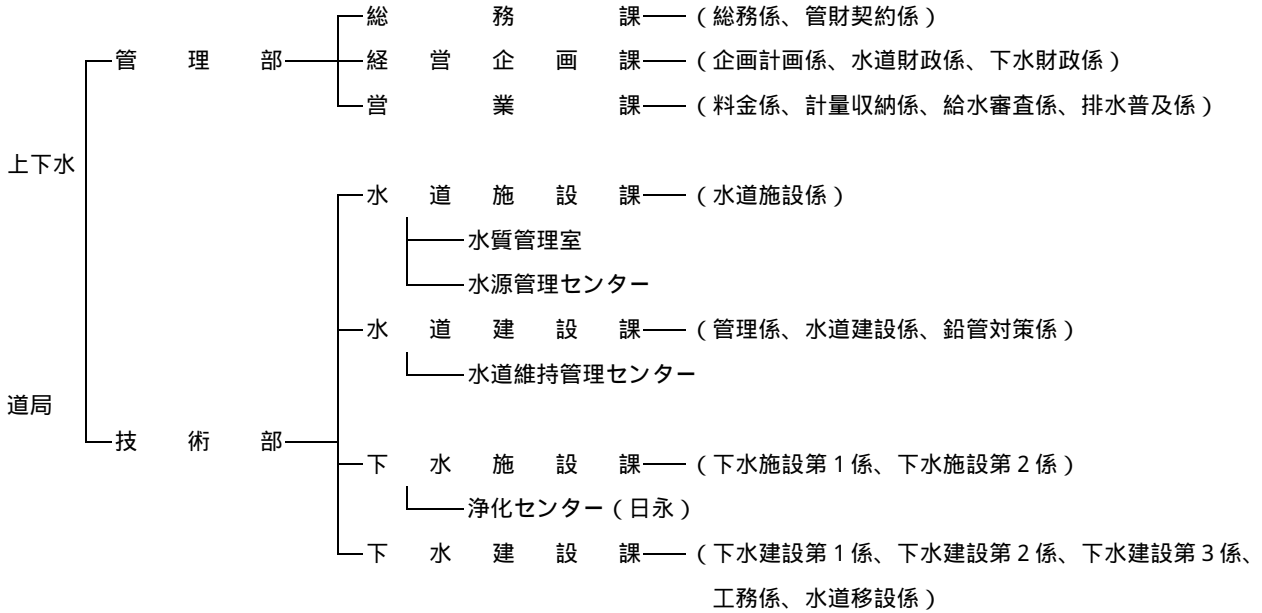 総務課（総務係、管財契約係）
管理部 経営企画課（企画計画係、水道財政係、下水財政係）
営業課（料金係、計量収納係、給水審査係、排水普及係）
上下水
水道施設課（水道施設係）
水質管理室
水源管理センター
水道建設課（管理係、水道建設係、鉛管対策係）
水道維持管理センター
道局
技術部
下水施設課（下水施設第1係、下水施設第2係）
浄化センター（日永）
下水建設課（下水建設第1係、下水建設第2係、下水建設第3係、
工務係、水道移設係）